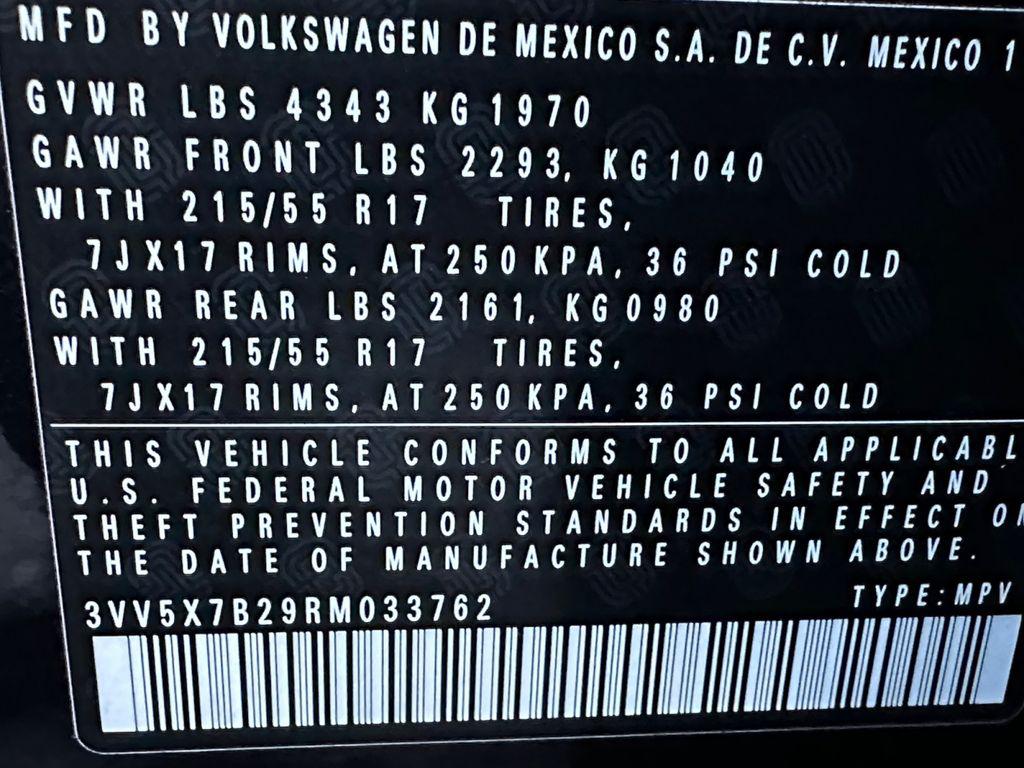 MFD BY VOLKSWAGEN DE MEXICO S.A. DE C.V. MEXICO 1
GVWR LBS 4343 KG 1970
GAWR FRONT LBS 2293, KG 1040
WITH 215/55 R17 TIRES,
7JX17 RIMS, AT 250 KPA, 36 PSI COLD
GAWR REAR LBS 2161, KG 0980
WITH 215/55 R17 TIRES,
7JX17 RIMS, AT 250 KPA, 36 PSI COLD
THIS VEHICLE CONFORMS TO ALL APPLICABL
U.S. FEDERAL MOTOR VEHICLE SAFETY AND
THEFT PREVENTION STANDARDS IN EFFECT ON
THE DATE OF MANUFACTURE SHOWN ABOVE.
3VV5X7B29RM033762 TYPE: MPV